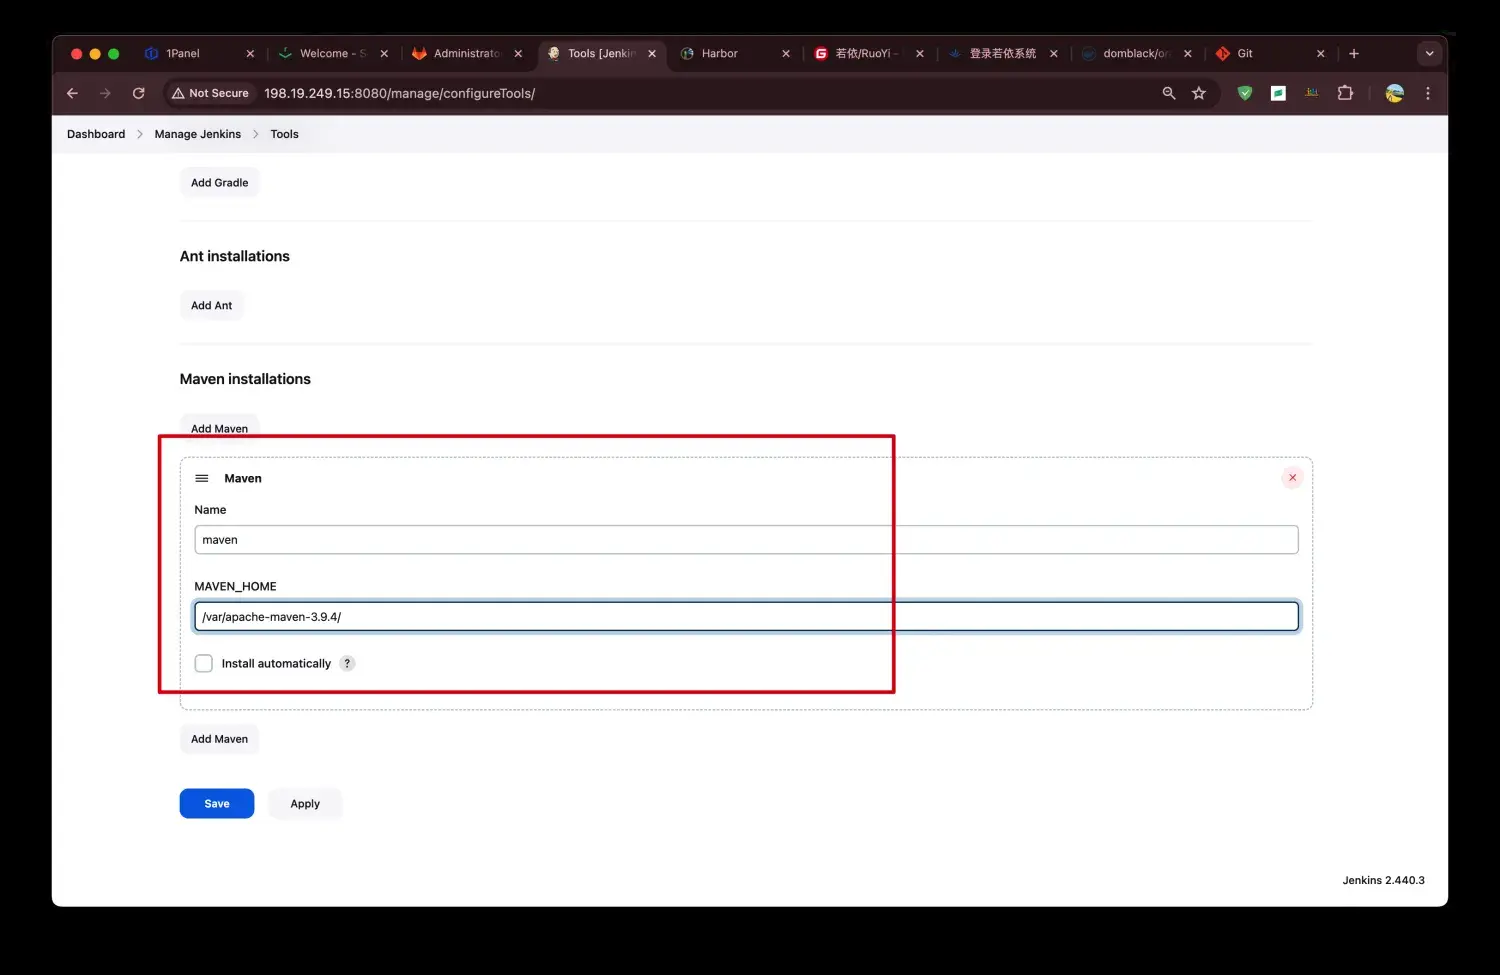 1Panel
Welcome - S
Administrato
Tools [Jenkin
Harbor
若依/RuoYi -
登录若依系统
domblack/or
Git
Not Secure
198.19.249.15:8080/manage/configureTools/
Dashboard
Manage Jenkins
Tools
Add Gradle
Ant installations
Add Ant
Maven installations
Add Maven
Maven
Name
maven
MAVEN_HOME
/var/apache-maven-3.9.4/
Install automatically ?
Add Maven
Save
Apply
Jenkins 2.440.3